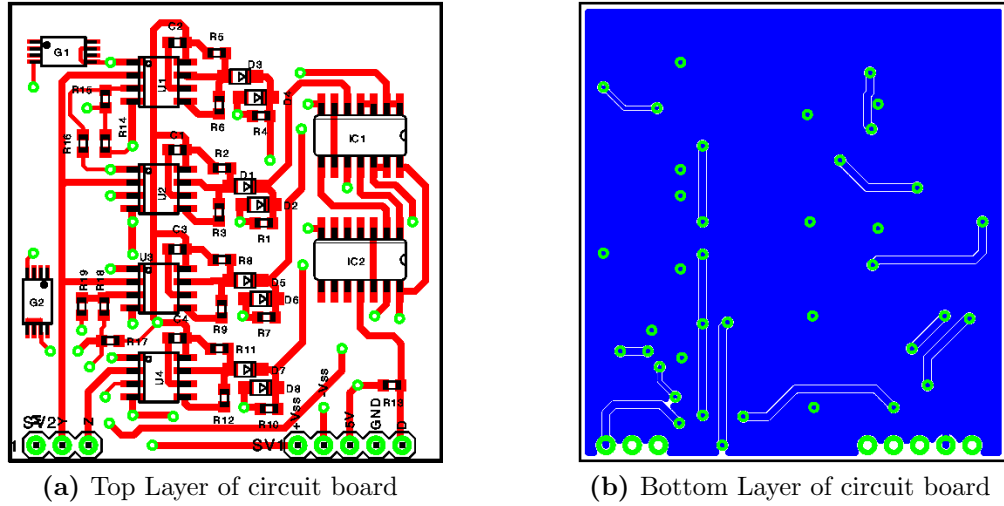 C2
R5
G1
D3
U1
R15
D4
R6
R4
R14
IC1
R16
C1
R2
D1
U2
D2
R3
R1
C3
U3
R8
IC2
R19
R18
D5
G2
D6
R9
R7
C4
R17
R11
U4
D7
D8
R13
R12
R10
SV2
Y
Z
+Vss
-Vss
5V
GND
D
1
SV1
(a) Top Layer of circuit board
(b) Bottom Layer of circuit board